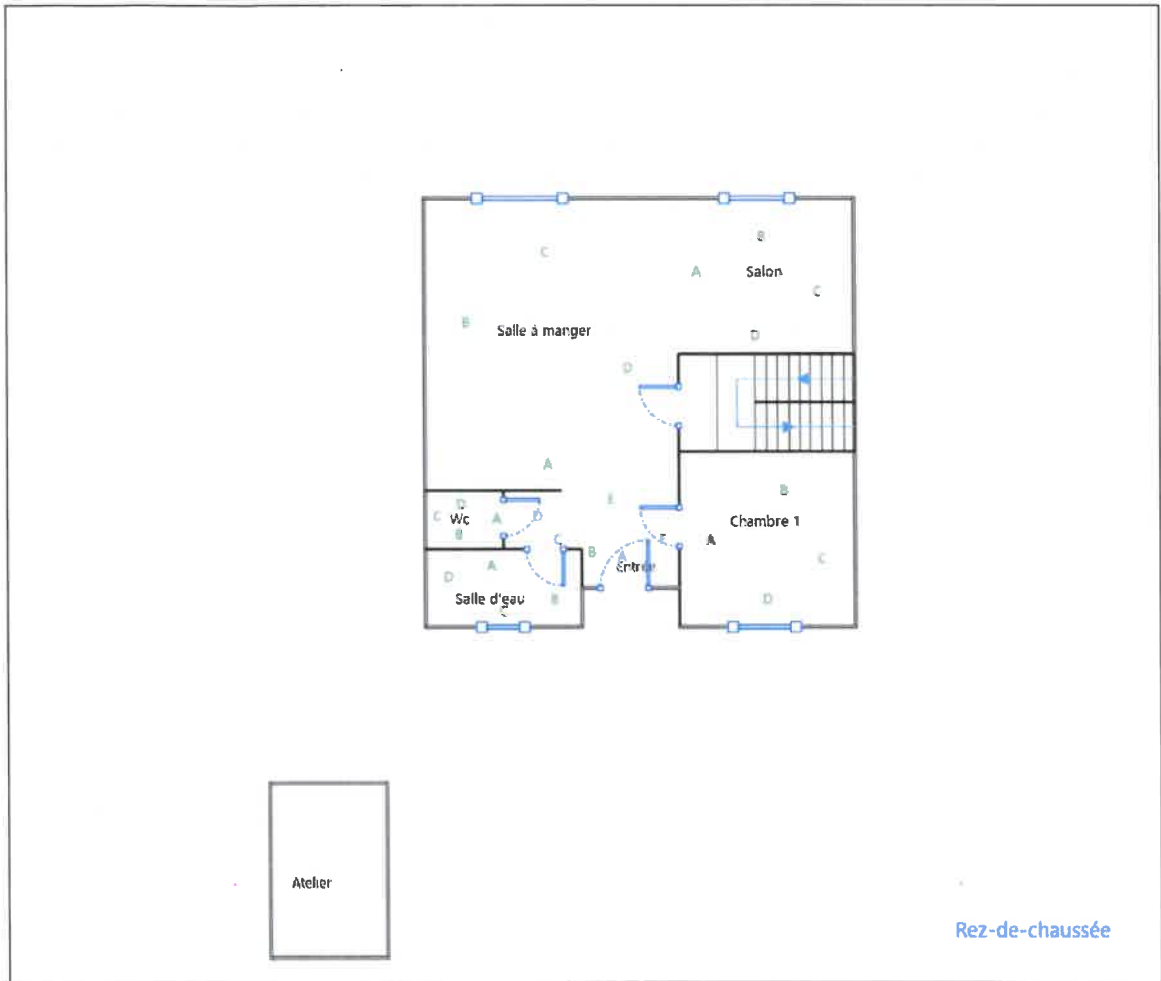 B
C
A
Salon
C
B
Salle à manger
D
D
A
B
E
D
C
Wc
A
D
Chambre 1
B
C
E
A
B
A
C
A
Entrée
D
Salle d'eau
B
D
C
Atelier
Rez-de-chaussée